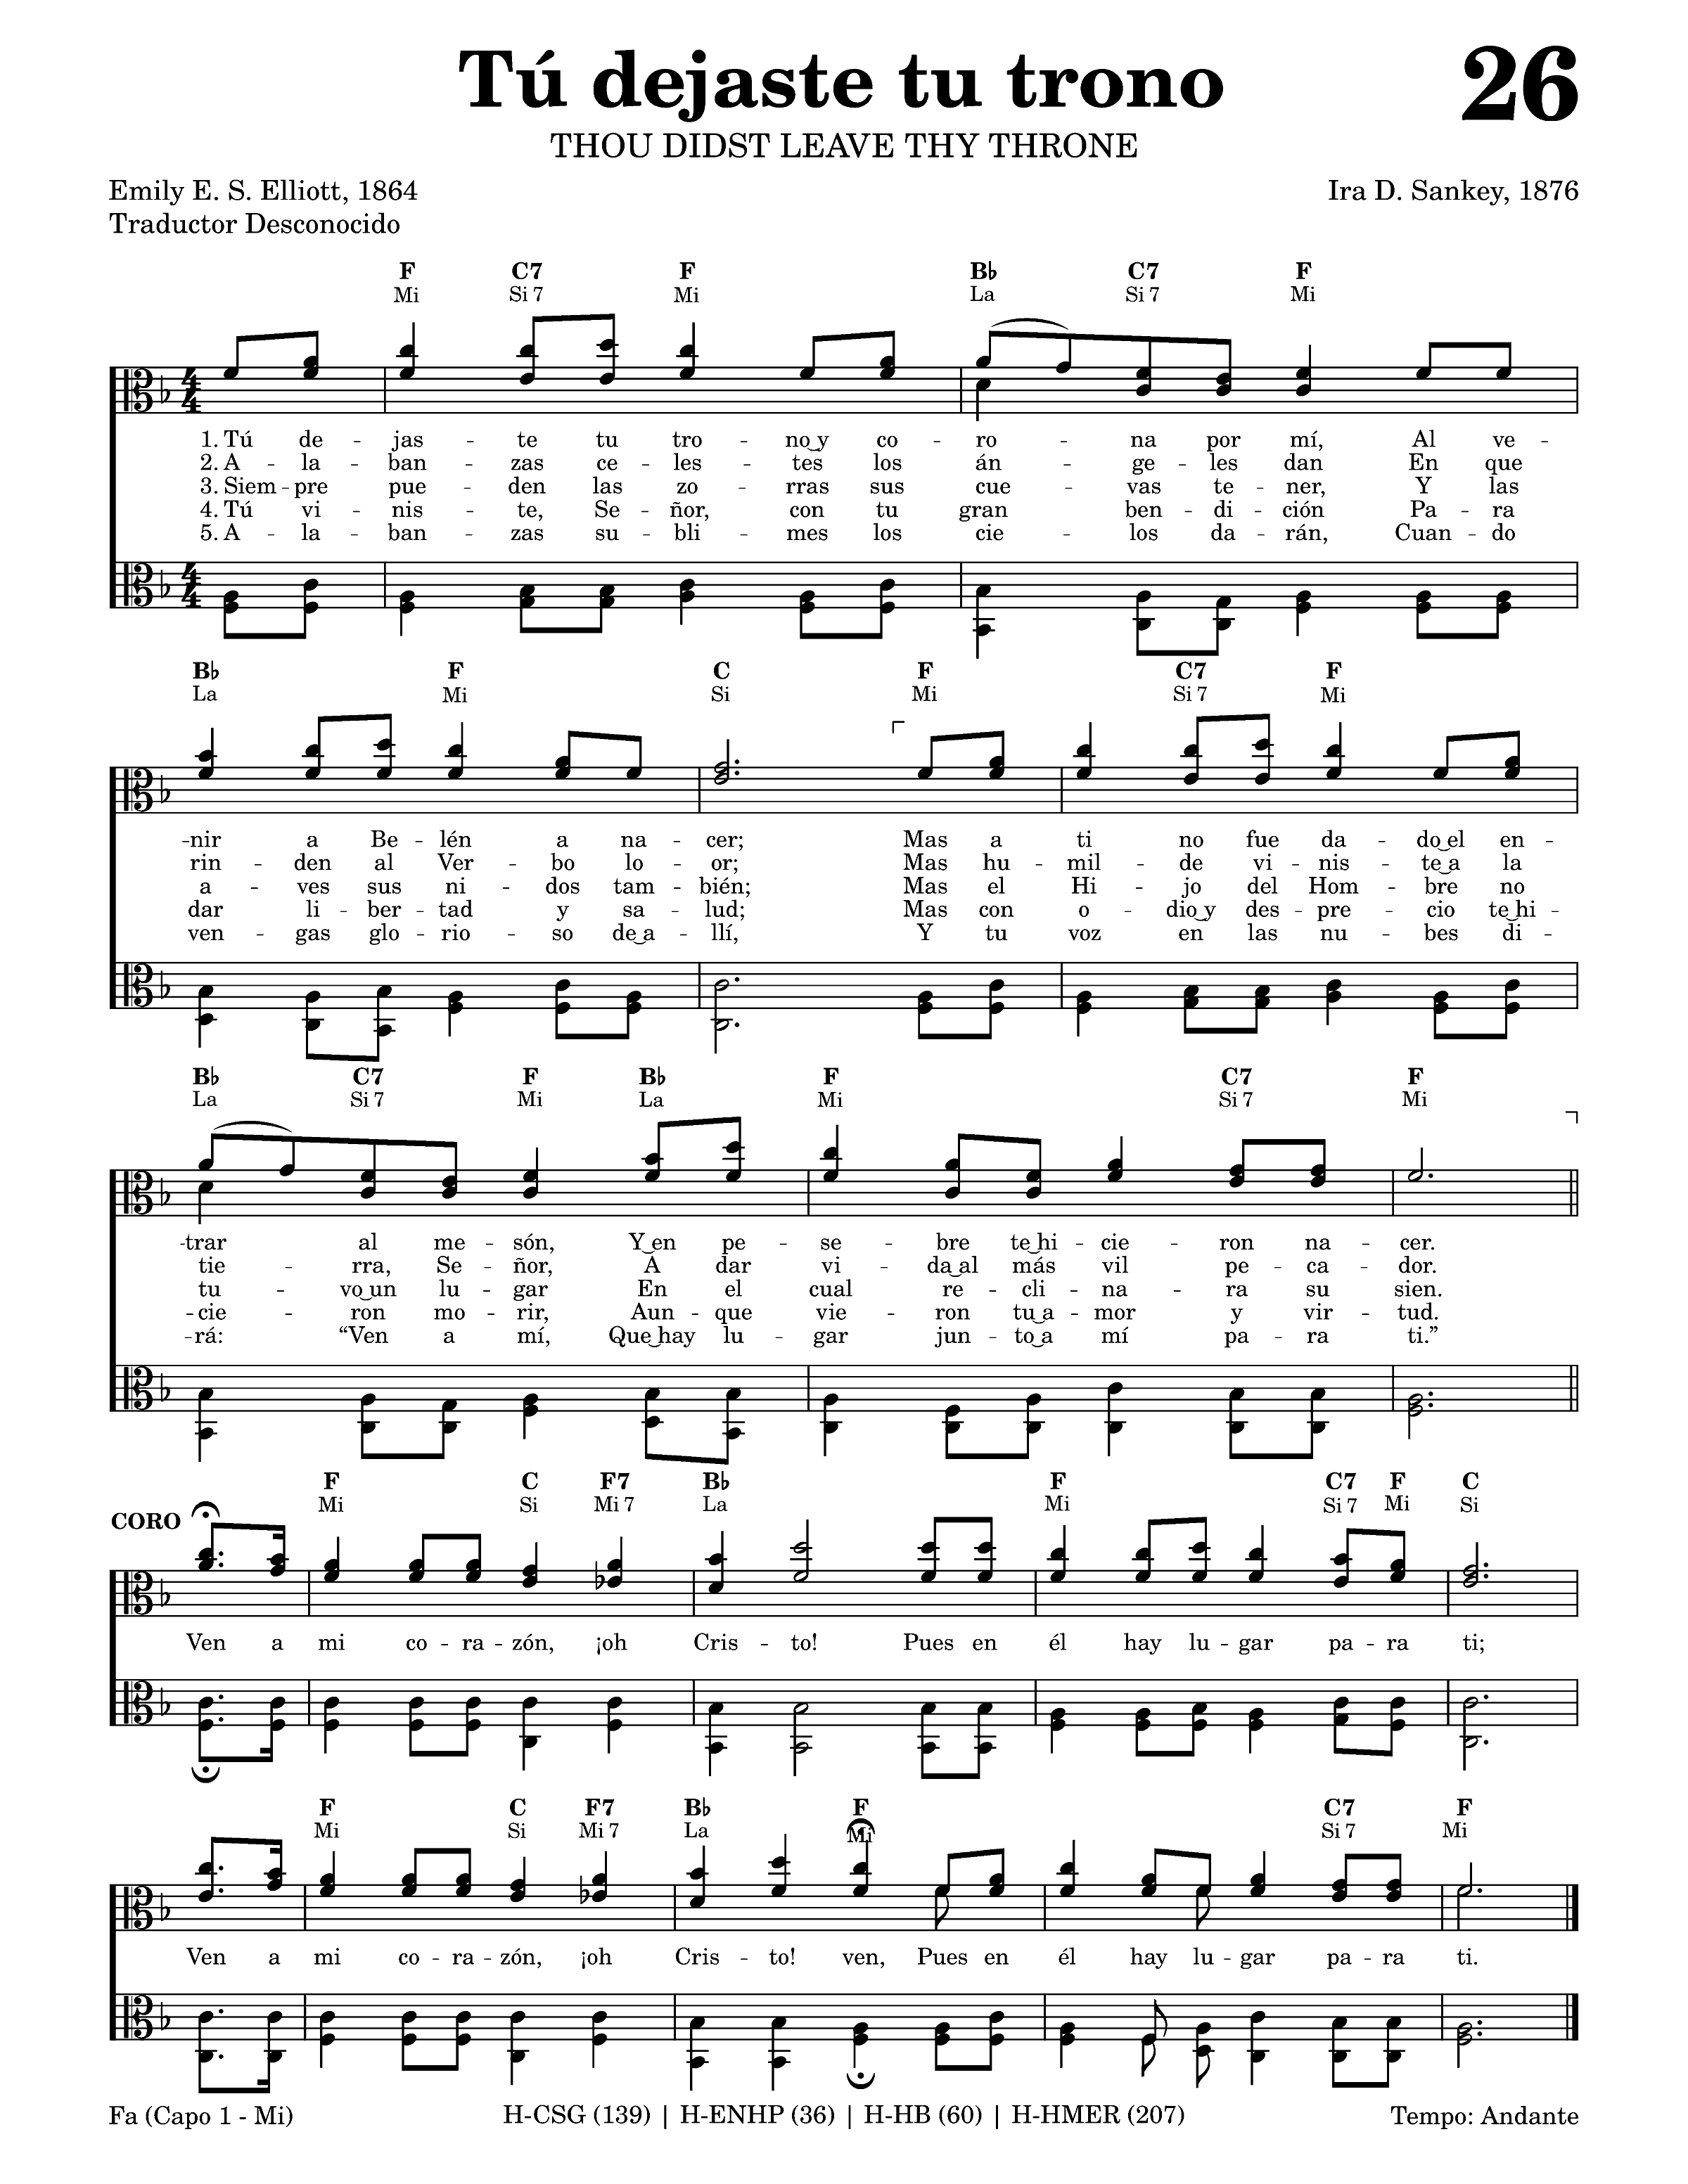 Tú dejaste tu trono
26
THOU DIDST LEAVE THY THRONE
Emily E. S. Elliott, 1864
Ira D. Sankey, 1876
Traductor Desconocido
F C7 F B♭ C7 F
Mi Si 7 Mi La Si 7 Mi
4 4
1. Tú de -- jas -- te tu tro -- no‿y co -- ro -- na por mí, Al ve --
2. A -- la -- ban -- zas ce -- les -- tes los án -- ge -- les dan En que
3. Siem -- pre pue -- den las zo -- rras sus cue -- vas te -- ner, Y las
4. Tú vi -- nis -- te, Se -- ñor, con tu gran ben -- di -- ción Pa -- ra
5. A -- la -- ban -- zas su -- bli -- mes los cie -- los da -- rán, Cuan -- do
4 4
B♭ F C F C7 F
La Mi Si Mi Si 7 Mi
-- nir a Be -- lén a na -- cer; Mas a ti no fue da -- do‿el en --
rin -- den al Ver -- bo lo -- or; Mas hu -- mil -- de vi -- nis -- te‿a la
a -- ves sus ni -- dos tam -- bién; Mas el Hi -- jo del Hom -- bre no
dar li -- ber -- tad y sa -- lud; Mas con o -- dio‿y des -- pre -- cio te‿hi --
ven -- gas glo -- rio -- so de‿a -- llí, Y tu voz en las nu -- bes di --
B♭ C7 F B♭ F C7 F
La Si 7 Mi La Mi Si 7 Mi
-- trar al me -- són, Y‿en pe -- se -- bre te‿hi -- cie -- ron na -- cer.
tie -- rra, Se -- ñor, A dar vi -- da‿al más vil pe -- ca -- dor.
tu -- vo‿un lu -- gar En el cual re -- cli -- na -- ra su sien.
-- cie -- ron mo -- rir, Aun -- que vie -- ron tu‿a -- mor y vir -- tud.
-- rá: “Ven a mí, Que‿hay lu -- gar jun -- to‿a mí pa -- ra ti.”
F C F7 B♭ F C7 F C
Mi Si Mi 7 La Mi Si 7 Mi Si
CORO
Ven a mi co -- ra -- zón, ¡oh Cris -- to! Pues en él hay lu -- gar pa -- ra ti;
F C F7 B♭ F C7 F
Mi Si Mi 7 La Mi Si 7 Mi
Ven a mi co -- ra -- zón, ¡oh Cris -- to! ven, Pues en él hay lu -- gar pa -- ra ti.
Fa (Capo 1 - Mi)
H-CSG (139) | H-ENHP (36) | H-HB (60) | H-HMER (207)
Tempo: Andante